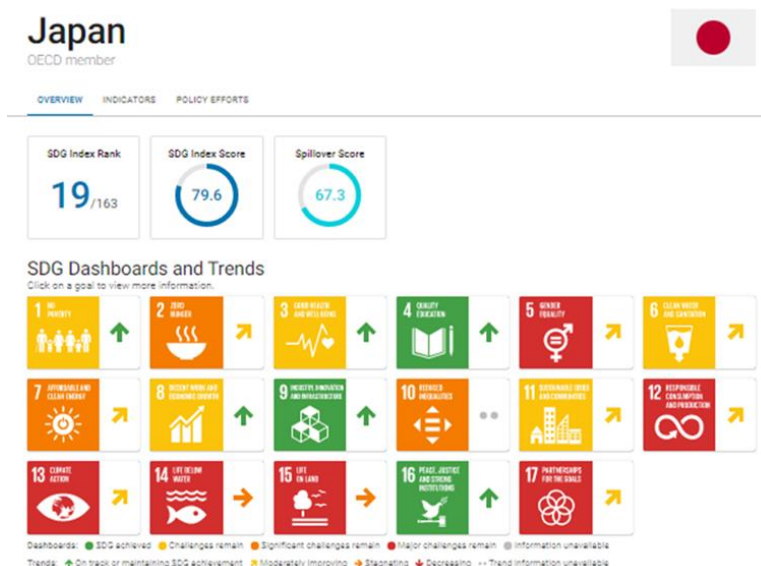 Japan
OECD member
OVERVIEW INDICATORS POLICY EFFORTS
SDG Index Rank
19/163
SDG Index Score
79.6
Spillover Score
67.3
SDG Dashboards and Trends
Click on a goal to view more information.
1 NO POVERTY
2 ZERO HUNGER
3 GOOD HEALTH AND WELL-BEING
4 QUALITY EDUCATION
5 GENDER EQUALITY
6 CLEAN WATER AND SANITATION
7 AFFORDABLE AND CLEAN ENERGY
8 DECENT WORK AND ECONOMIC GROWTH
9 INDUSTRY, INNOVATION AND INFRASTRUCTURE
10 REDUCED INEQUALITIES
11 SUSTAINABLE CITIES AND COMMUNITIES
12 RESPONSIBLE CONSUMPTION AND PRODUCTION
13 CLIMATE ACTION
14 LIFE BELOW WATER
15 LIFE ON LAND
16 PEACE, JUSTICE AND STRONG INSTITUTIONS
17 PARTNERSHIPS FOR THE GOALS
Dashboards: SDG achieved Challenges remain Significant challenges remain Major challenges remain Information unavailable
Trends: On track or maintaining SDG achievement Moderately improving Stagnating Decreasing Trend information unavailable